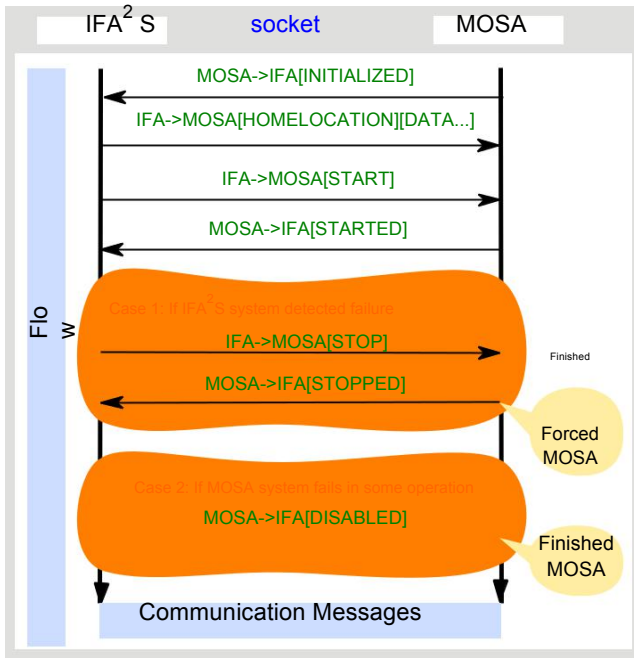 IFA² S socket MOSA
MOSA->IFA[INITIALIZED]
IFA->MOSA[HOMELOCATION][DATA...]
IFA->MOSA[START]
MOSA->IFA[STARTED]
Flo
w
Case 1: If IFA²S system detected failure
IFA->MOSA[STOP]
Finished
MOSA->IFA[STOPPED]
Forced
MOSA
Case 2: If MOSA system fails in some operation
MOSA->IFA[DISABLED]
Finished
MOSA
Communication Messages